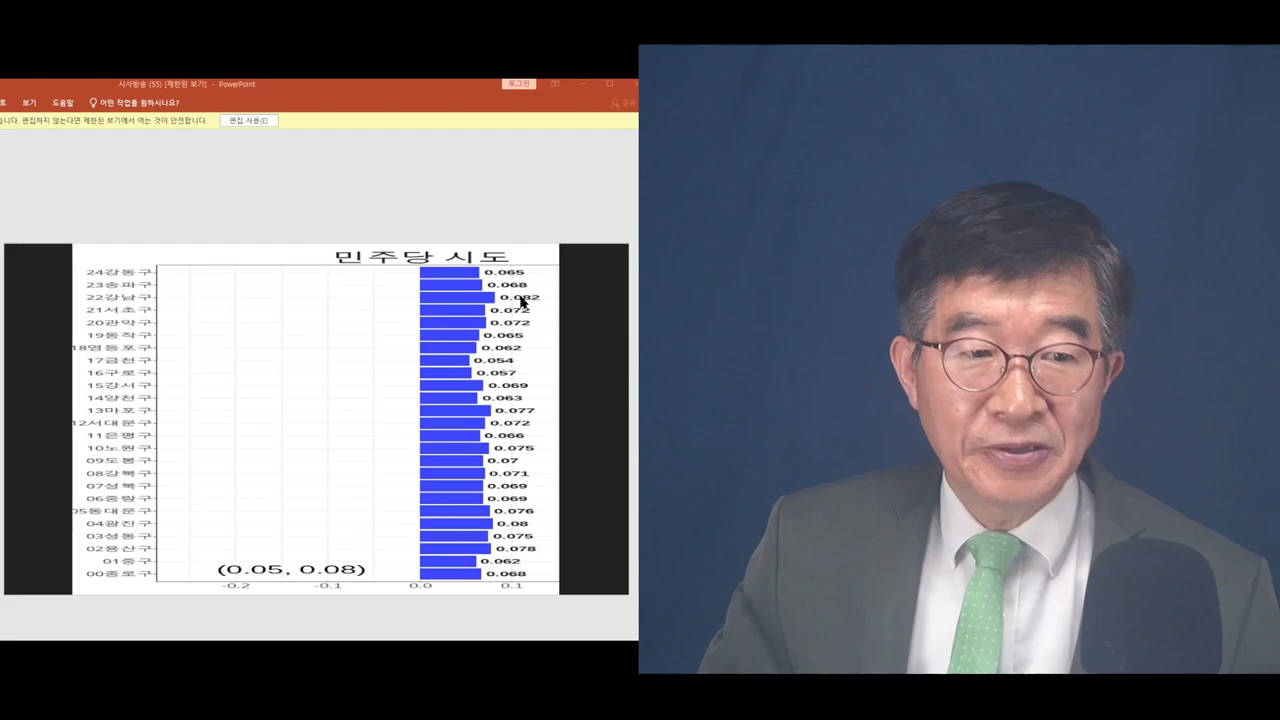 시사방송 (55) [제한된 보기] - PowerPoint
로그인
보기 도움말 어떤 작업을 원하시나요? 공유
편집하지 않는다면 제한된 보기에서 여는 것이 안전합니다. 편집 사용(E)
민주당 시도
24강동구 0.065
23송파구 0.068
22강남구 0.082
21서초구 0.072
20관악구 0.072
19동작구 0.065
18영등포구 0.062
17금천구 0.054
16구로구 0.057
15강서구 0.069
14양천구 0.063
13마포구 0.077
12서대문구 0.072
11은평구 0.066
10노원구 0.075
09도봉구 0.07
08강북구 0.071
07성북구 0.069
06중랑구 0.069
05동대문구 0.076
04광진구 0.08
03성동구 0.075
02용산구 0.078
01중구 0.062
00종로구 0.068
(0.05, 0.08)
-0.2 -0.1 0.0 0.1